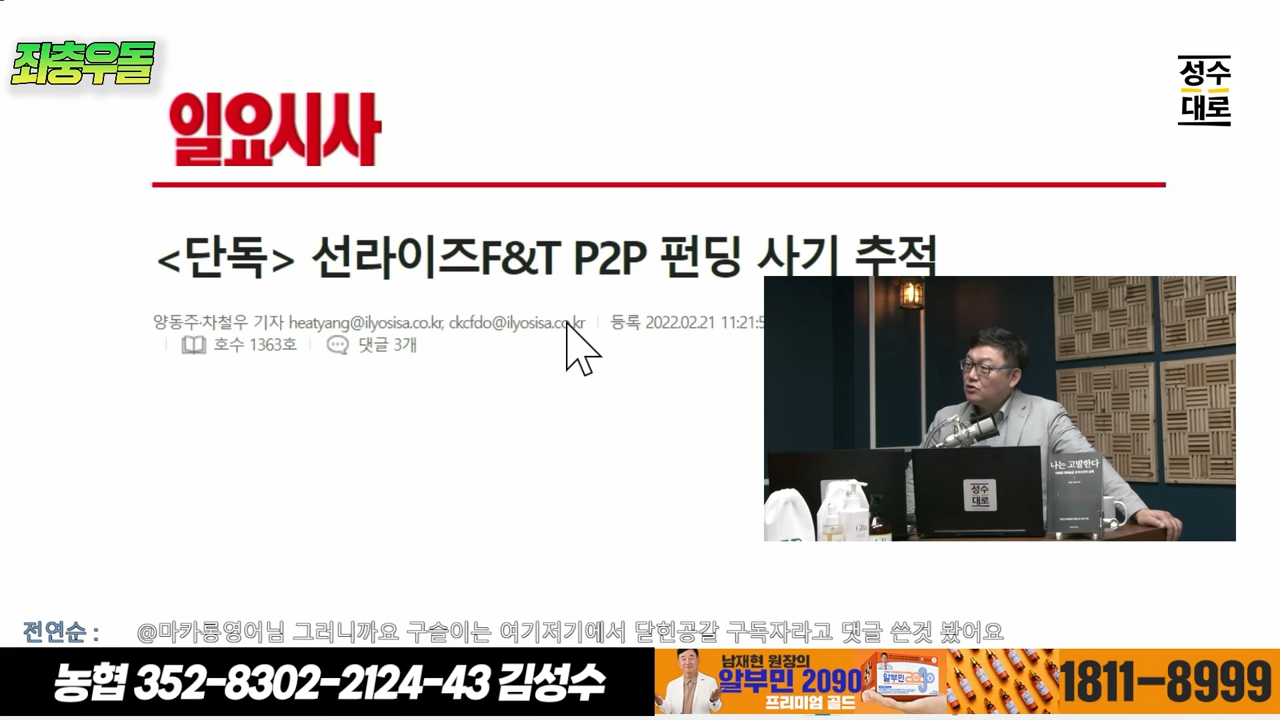 좌충우돌
성수
대로
일요시사
<단독> 선라이즈F&T P2P 펀딩 사기 추적
양동주·차철우 기자 heatyang@ilyosisa.co.kr, ckcfdo@ilyosisa.co.kr 등록 2022.02.21 11:21:5
호수 1363호 댓글 3개
나는 고발한다
성수
대로
전연순 : @마카롱영어님 그러니까요 구슬이는 여기저기에서 닫힌공감 구독자라고 댓글 쓴것 봤어요
농협 352-8302-2124-43 김성수
남재현 원장의
알부민 2090
프리미엄 골드
알부민
1811-8999